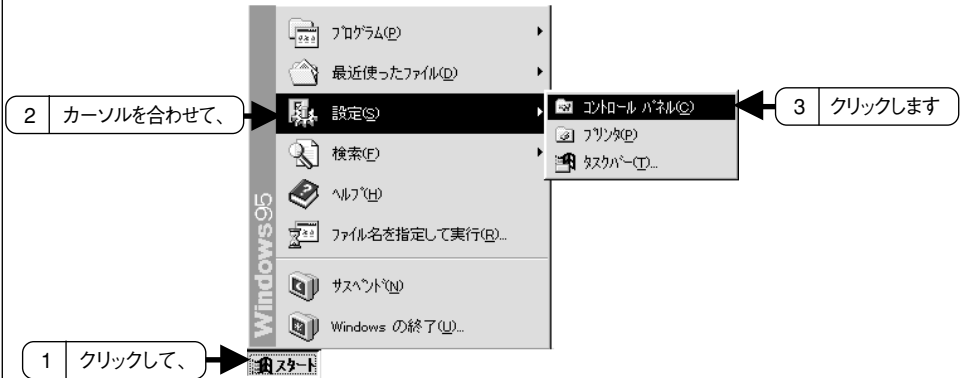 ﾌﾟﾛｸﾞﾗﾑ(P)
最近使ったﾌｧｲﾙ(D)
2 カーソルを合わせて、
設定(S)
ｺﾝﾄﾛｰﾙ ﾊﾟﾈﾙ(C)
3 クリックします
ﾌﾟﾘﾝﾀ(P)
ﾀｽｸﾊﾞｰ(T)...
検索(F)
ﾍﾙﾌﾟ(H)
ﾌｧｲﾙ名を指定して実行(R)...
ｻｽﾍﾟﾝﾄﾞ(N)
Windows の終了(U)...
Windows95
1 クリックして、
ｽﾀｰﾄ